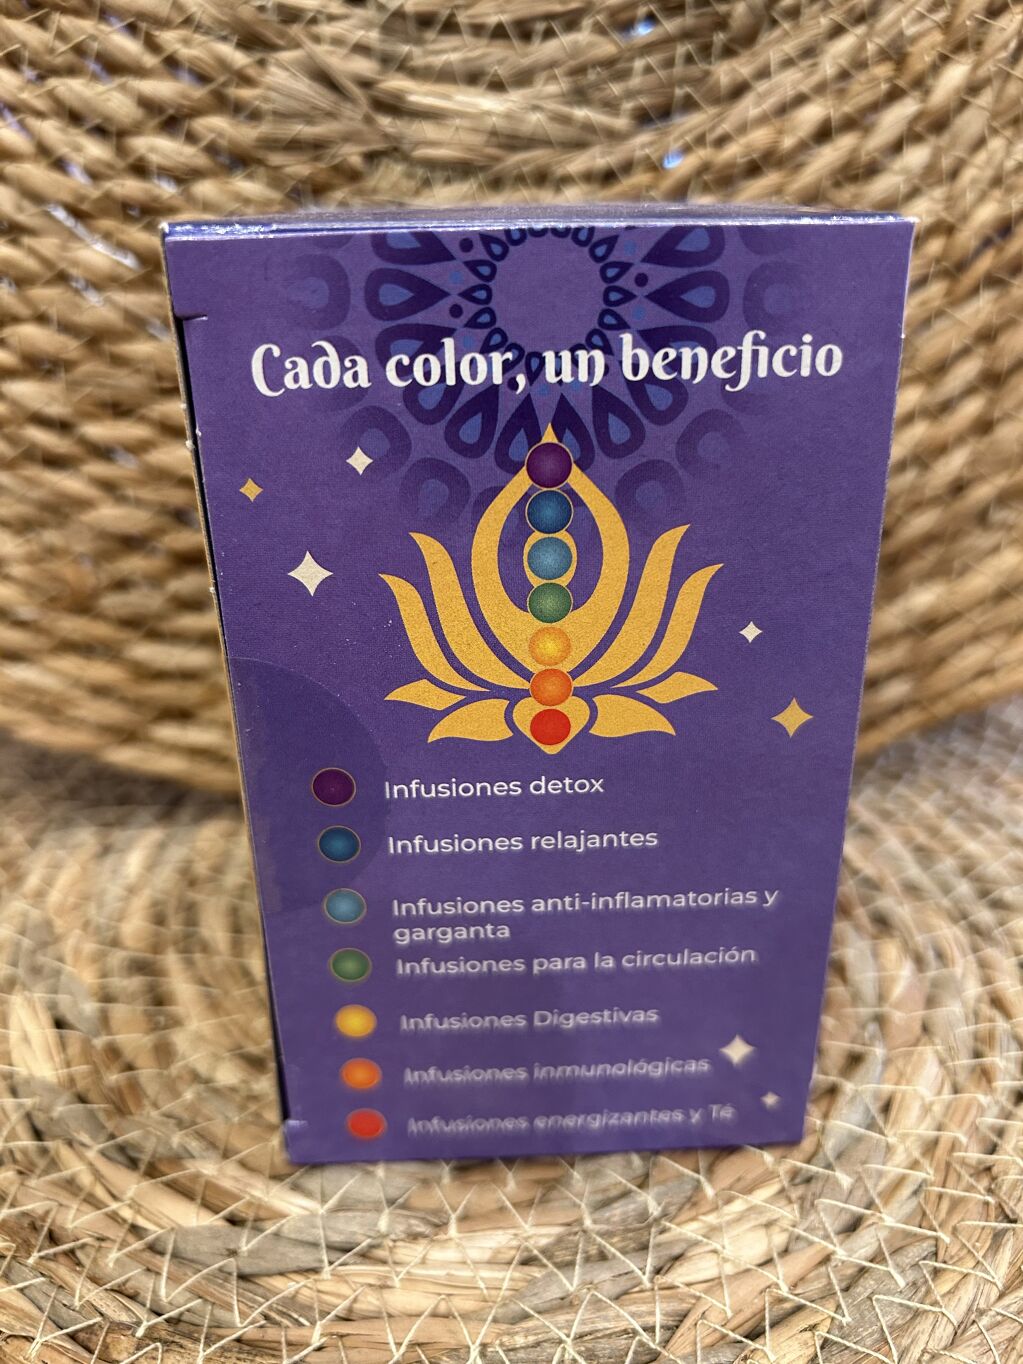 Cada color, un beneficio
Infusiones detox
Infusiones relajantes
Infusiones anti-inflamatorias y
garganta
Infusiones para la circulación
Infusiones Digestivas
Infusiones inmunológicas
Infusiones energizantes y Té